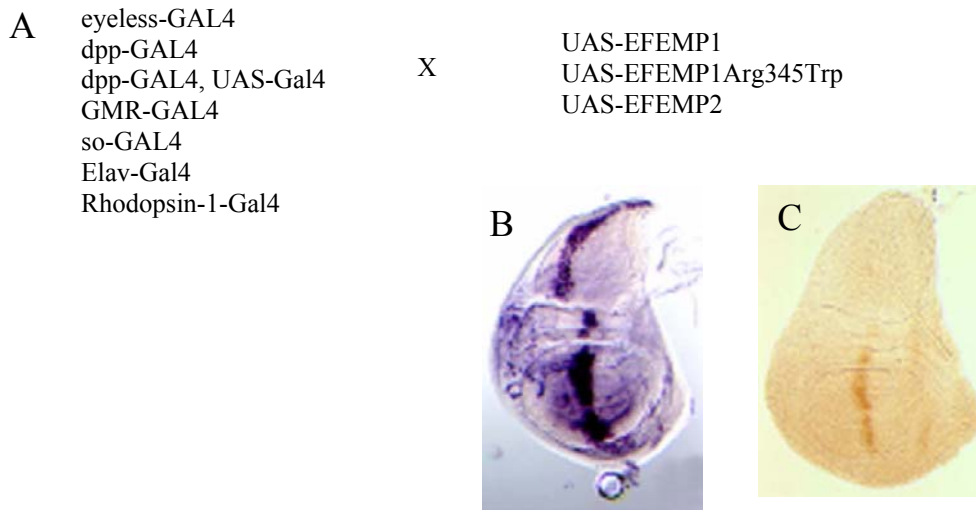 A
eyeless-GAL4
dpp-GAL4
dpp-GAL4, UAS-Gal4
GMR-GAL4
so-GAL4
Elav-Gal4
Rhodopsin-1-Gal4
X
UAS-EFEMP1
UAS-EFEMP1Arg345Trp
UAS-EFEMP2
B
C